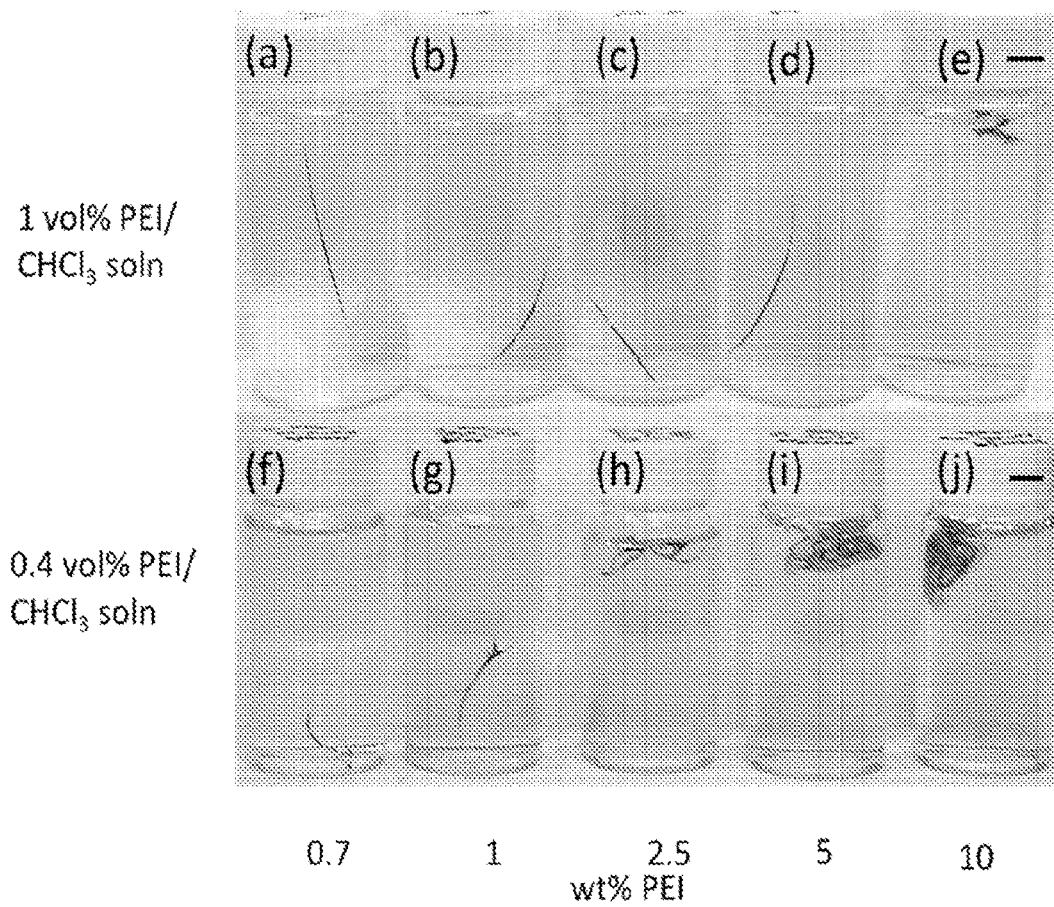 (a) (b) (c) (d) (e)
1 vol% PEI/
CHCl₃ soln
(f) (g) (h) (i) (j)
0.4 vol% PEI/
CHCl₃ soln
0.7 1 2.5 5 10
wt% PEI